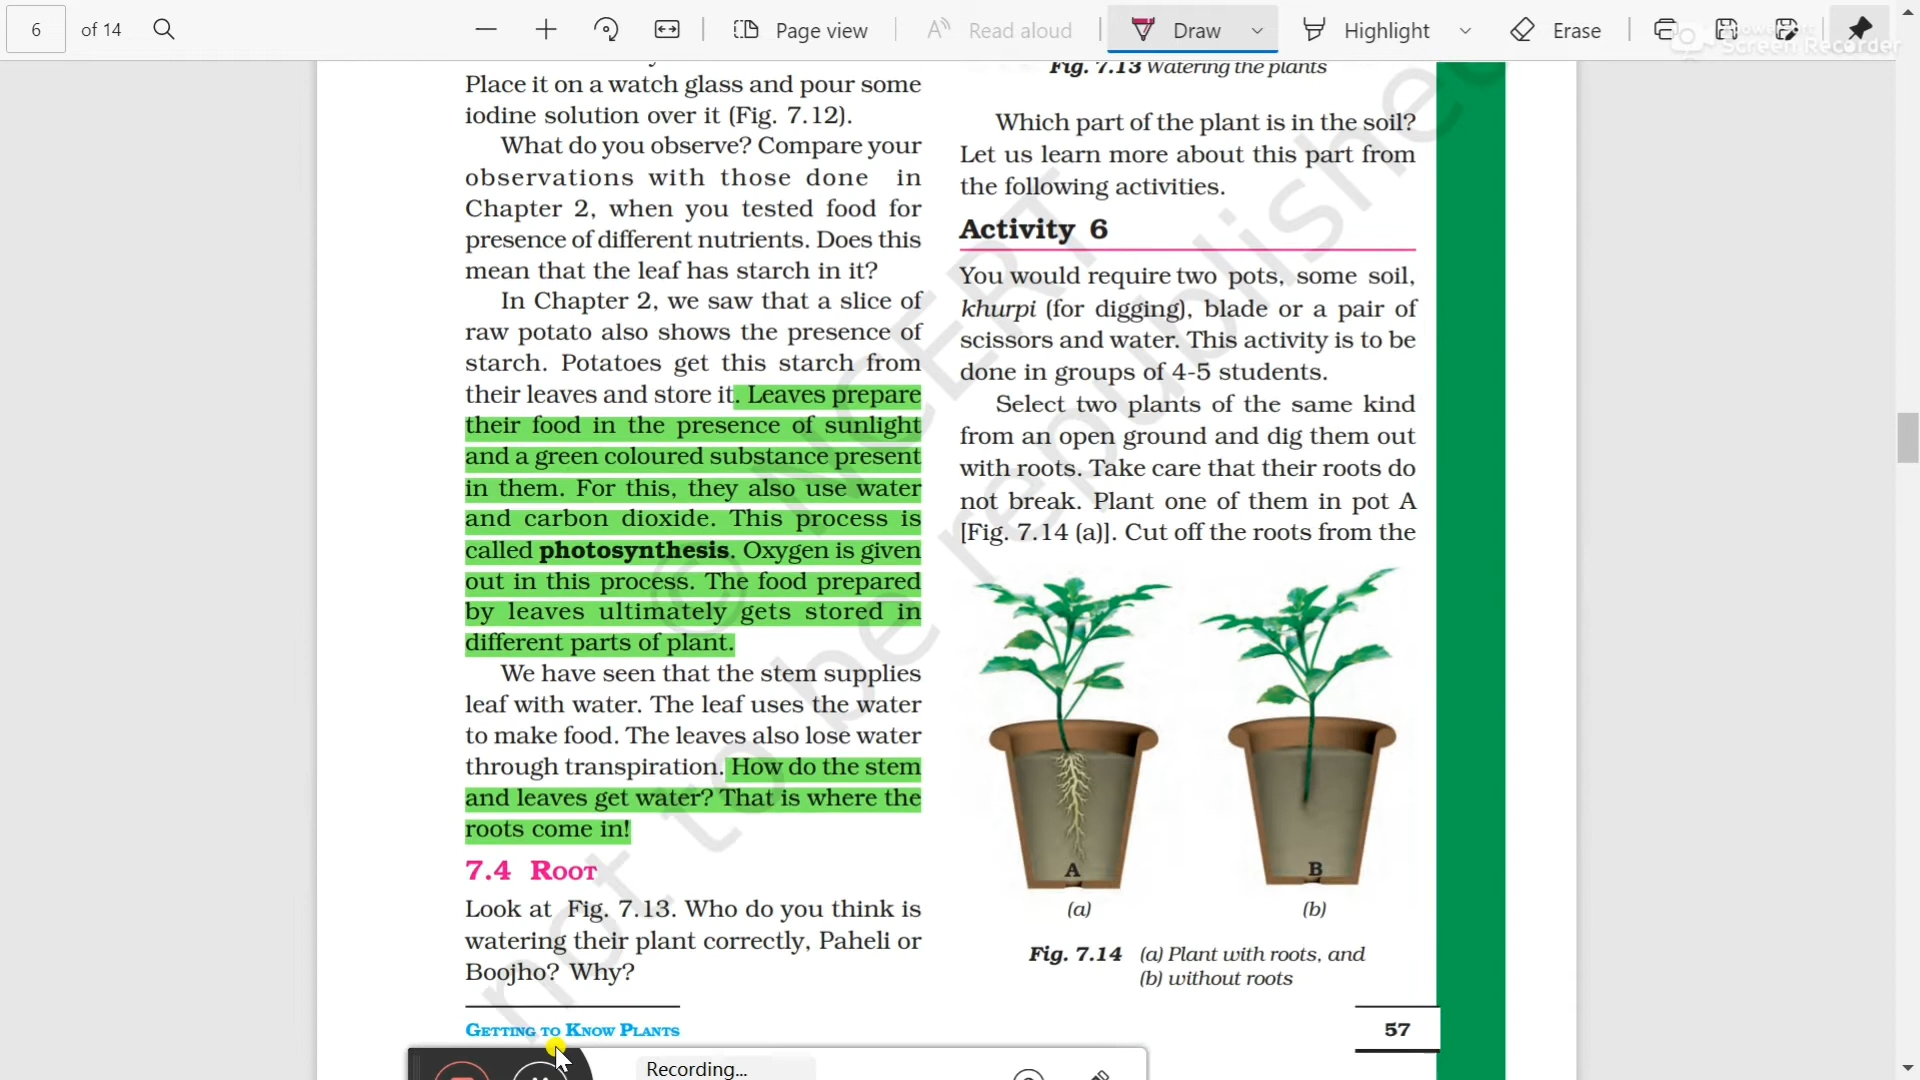 6 of 14
Page view
Read aloud
Draw
Highlight
Erase
Screen Recorder
Place it on a watch glass and pour some
iodine solution over it (Fig. 7.12).
What do you observe? Compare your
observations with those done in
Chapter 2, when you tested food for
presence of different nutrients. Does this
mean that the leaf has starch in it?
In Chapter 2, we saw that a slice of
raw potato also shows the presence of
starch. Potatoes get this starch from
their leaves and store it. Leaves prepare
their food in the presence of sunlight
and a green coloured substance present
in them. For this, they also use water
and carbon dioxide. This process is
called photosynthesis. Oxygen is given
out in this process. The food prepared
by leaves ultimately gets stored in
different parts of plant.
We have seen that the stem supplies
leaf with water. The leaf uses the water
to make food. The leaves also lose water
through transpiration. How do the stem
and leaves get water? That is where the
roots come in!
7.4 ROOT
Look at Fig. 7.13. Who do you think is
watering their plant correctly, Paheli or
Boojho? Why?
GETTING TO KNOW PLANTS
Fig. 7.13 Watering the plants
Which part of the plant is in the soil?
Let us learn more about this part from
the following activities.
Activity 6
You would require two pots, some soil,
khurpi (for digging), blade or a pair of
scissors and water. This activity is to be
done in groups of 4-5 students.
Select two plants of the same kind
from an open ground and dig them out
with roots. Take care that their roots do
not break. Plant one of them in pot A
[Fig. 7.14 (a)]. Cut off the roots from the
A
B
(a)
(b)
Fig. 7.14 (a) Plant with roots, and
(b) without roots
57
© NCERT
not to be republished
Recording...